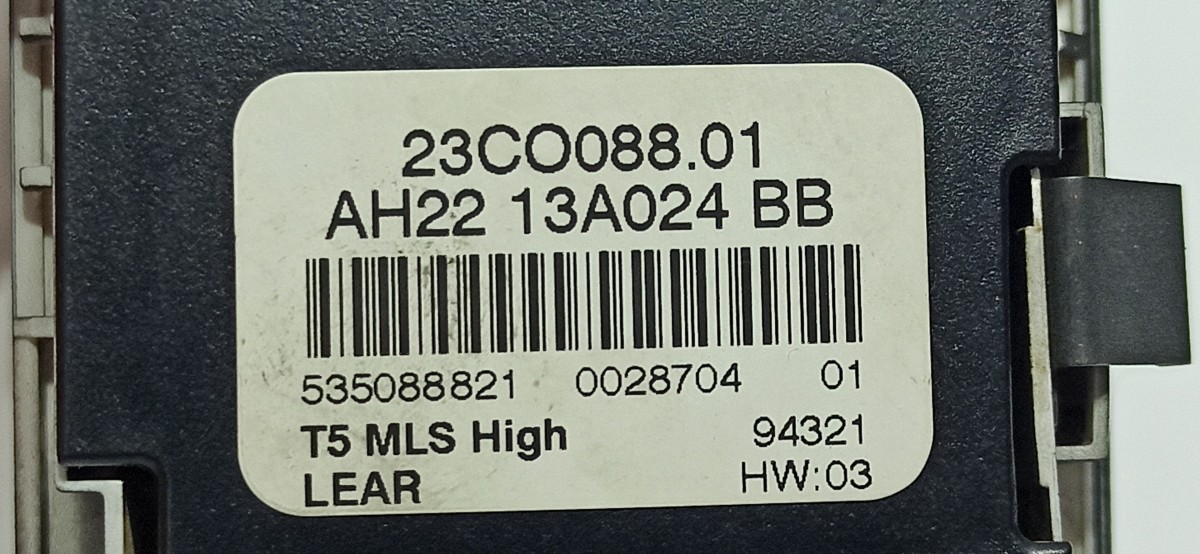 23CO088.01
AH22 13A024 BB
535088821 0028704 01
T5 MLS High 94321
LEAR HW:03